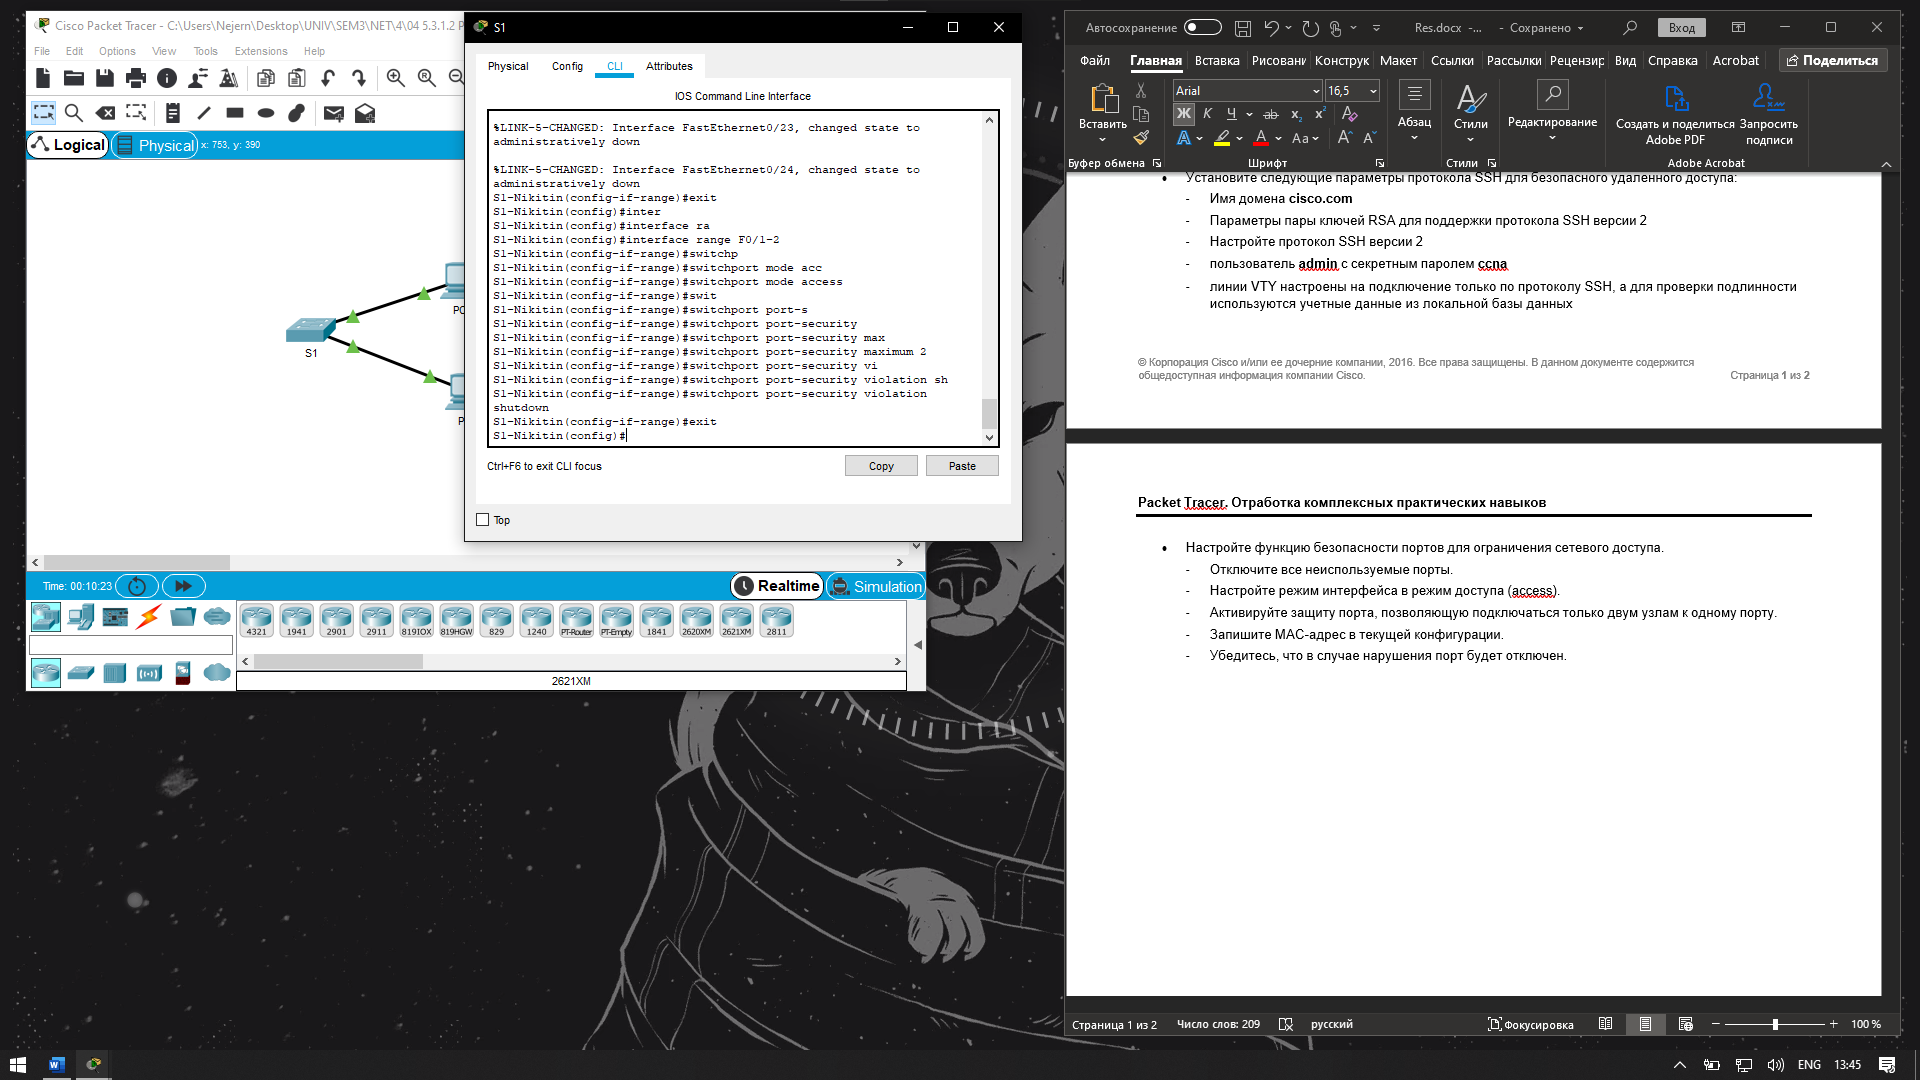 Cisco Packet Tracer - C:\Users\Nejern\Desktop\UNIV\SEM3\NET\4\04 5.3.1.2 P
File Edit Options View Tools Extensions Help
Logical
Physical
x: 753, y: 390
S1
PC
P
Time: 00:10:23
Realtime
Simulation
4321 1941 2901 2911 819IOX 819HGW 829 1240 PT-Router PT-Empty 1841 2620XM 2621XM 2811
2621XM
S1
Physical Config CLI Attributes
IOS Command Line Interface
%LINK-5-CHANGED: Interface FastEthernet0/23, changed state to
administratively down
%LINK-5-CHANGED: Interface FastEthernet0/24, changed state to
administratively down
S1-Nikitin(config-if-range)#exit
S1-Nikitin(config)#inter
S1-Nikitin(config)#interface ra
S1-Nikitin(config)#interface range F0/1-2
S1-Nikitin(config-if-range)#switchp
S1-Nikitin(config-if-range)#switchport mode acc
S1-Nikitin(config-if-range)#switchport mode access
S1-Nikitin(config-if-range)#swit
S1-Nikitin(config-if-range)#switchport port-s
S1-Nikitin(config-if-range)#switchport port-security
S1-Nikitin(config-if-range)#switchport port-security max
S1-Nikitin(config-if-range)#switchport port-security maximum 2
S1-Nikitin(config-if-range)#switchport port-security vi
S1-Nikitin(config-if-range)#switchport port-security violation sh
S1-Nikitin(config-if-range)#switchport port-security violation
shutdown
S1-Nikitin(config-if-range)#exit
S1-Nikitin(config)#
Ctrl+F6 to exit CLI focus
Copy
Paste
Top
Автосохранение
Res.docx -... - Сохранено
Вход
Файл Главная Вставка Рисовани Конструк Макет Ссылки Рассылки Рецензир Вид Справка Acrobat
Поделиться
Вставить
Буфер обмена
Arial
16,5
Ж К Ч ab x₂ x² A
A A Aa A A
Шрифт
Абзац
Стили
Стили
Редактирование
Создать и поделиться
Adobe PDF
Запросить
подписи
Adobe Acrobat
• Установите следующие параметры протокола SSH для безопасного удаленного доступа:
- Имя домена cisco.com
- Параметры пары ключей RSA для поддержки протокола SSH версии 2
- Настройте протокол SSH версии 2
- пользователь admin с секретным паролем ccna
- линии VTY настроены на подключение только по протоколу SSH, а для проверки подлинности
используются учетные данные из локальной базы данных
© Корпорация Cisco и/или ее дочерние компании, 2016. Все права защищены. В данном документе содержится
общедоступная информация компании Cisco.
Страница 1 из 2
Packet Tracer. Отработка комплексных практических навыков
• Настройте функцию безопасности портов для ограничения сетевого доступа.
- Отключите все неиспользуемые порты.
- Настройте режим интерфейса в режим доступа (access).
- Активируйте защиту порта, позволяющую подключаться только двум узлам к одному порту.
- Запишите MAC-адрес в текущей конфигурации.
- Убедитесь, что в случае нарушения порт будет отключен.
Страница 1 из 2
Число слов: 209
русский
Фокусировка
100 %
ENG
13:45